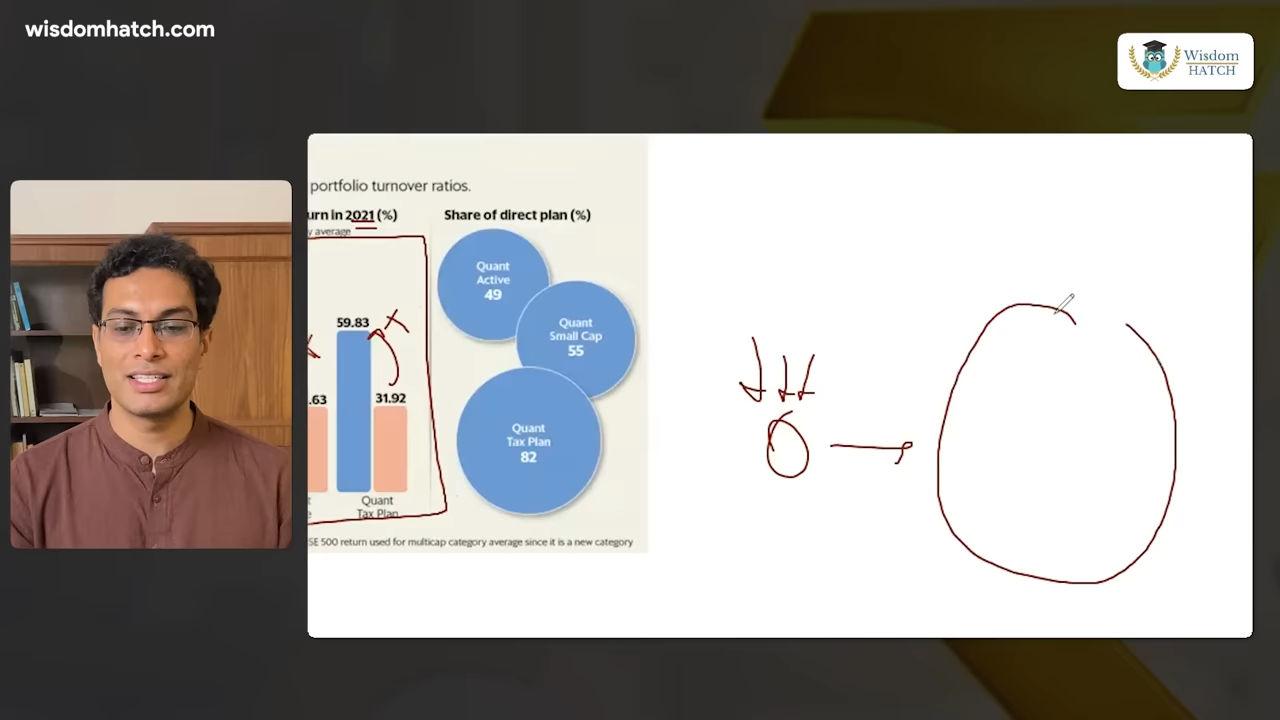 wisdomhatch.com
Wisdom
HATCH
portfolio turnover ratios.
urn in 2021 (%)
y average
Share of direct plan (%)
59.83
.63
31.92
Quant
Tax Plan
Quant
Active
49
Quant
Small Cap
55
Quant
Tax Plan
82
SE 500 return used for multicap category average since it is a new category